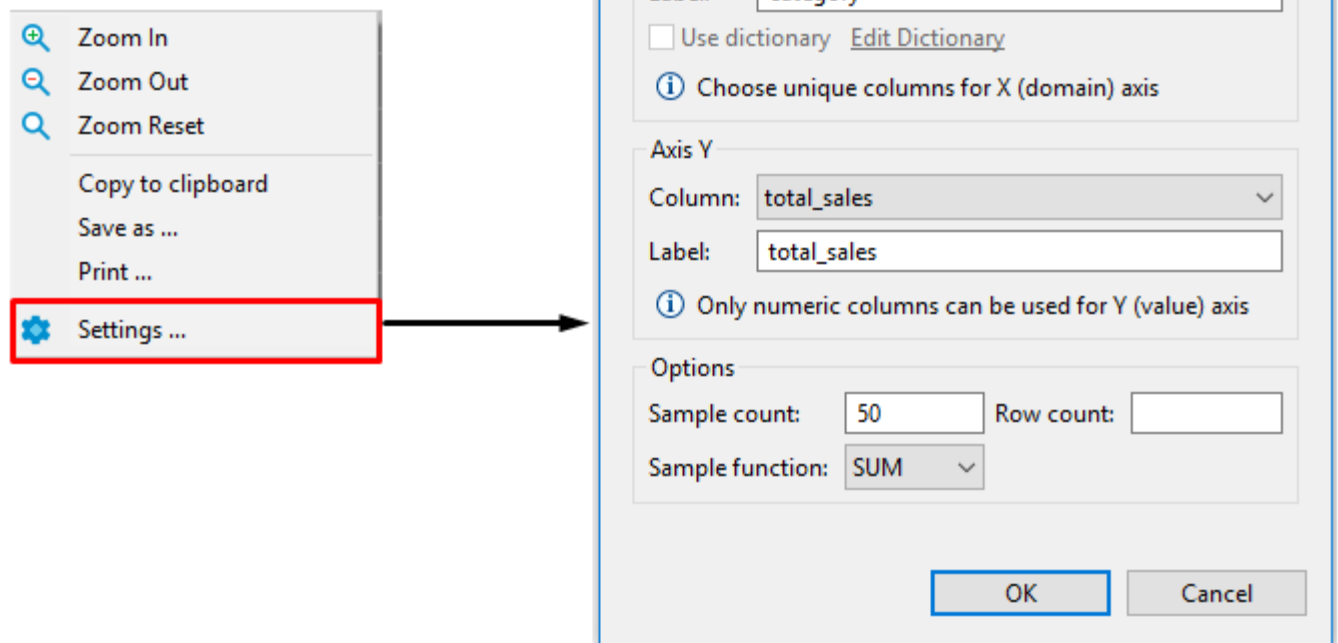 Zoom In
Zoom Out
Zoom Reset
Copy to clipboard
Save as ...
Print ...
Settings ...
Use dictionary Edit Dictionary
Choose unique columns for X (domain) axis
Axis Y
Column: total_sales
Label: total_sales
Only numeric columns can be used for Y (value) axis
Options
Sample count: 50 Row count:
Sample function: SUM
OK Cancel